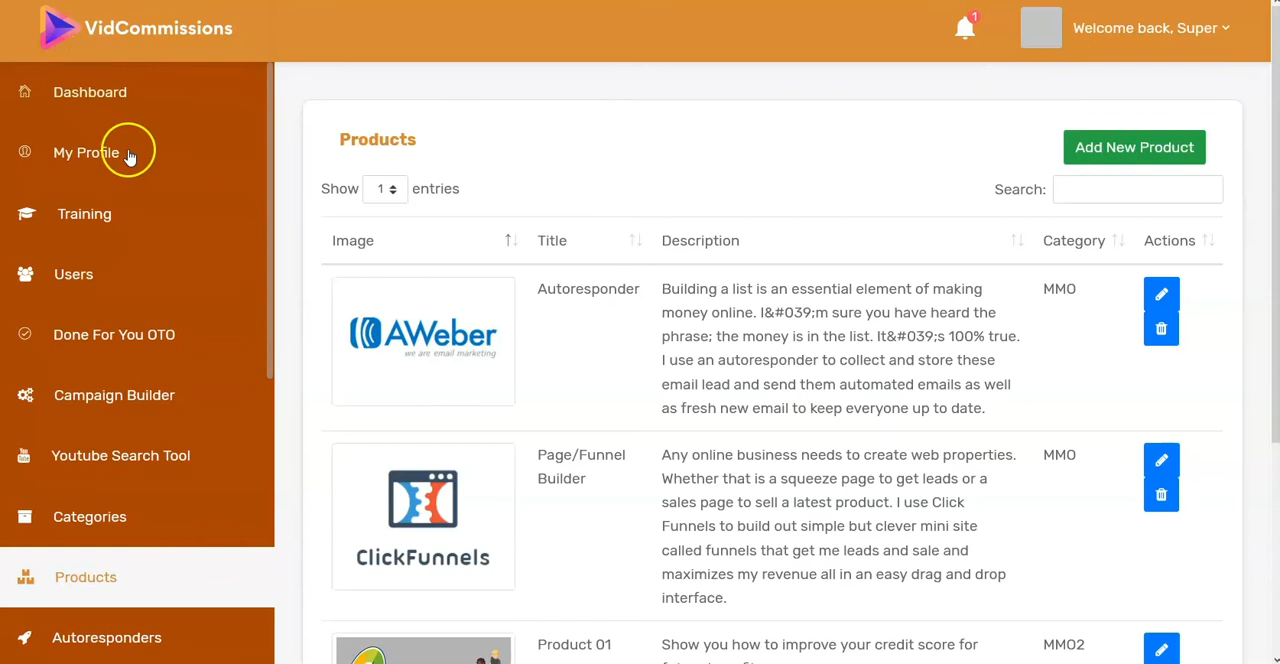 VidCommissions
1
Welcome back, Super
Dashboard
My Profile
Training
Users
Done For You OTO
Campaign Builder
Youtube Search Tool
Categories
Products
Autoresponders
Products
Add New Product
Show 1 entries
Search:
Image Title Description Category Actions
AWeber
we are email marketing
Autoresponder
Building a list is an essential element of making
money online. I&#039;m sure you have heard the
phrase; the money is in the list. It&#039;s 100% true.
I use an autoresponder to collect and store these
email lead and send them automated emails as well
as fresh new email to keep everyone up to date.
MMO
ClickFunnels
Page/Funnel
Builder
Any online business needs to create web properties.
Whether that is a squeeze page to get leads or a
sales page to sell a latest product. I use Click
Funnels to build out simple but clever mini site
called funnels that get me leads and sale and
maximizes my revenue all in an easy drag and drop
interface.
MMO
Product 01
Show you how to improve your credit score for
MMO2